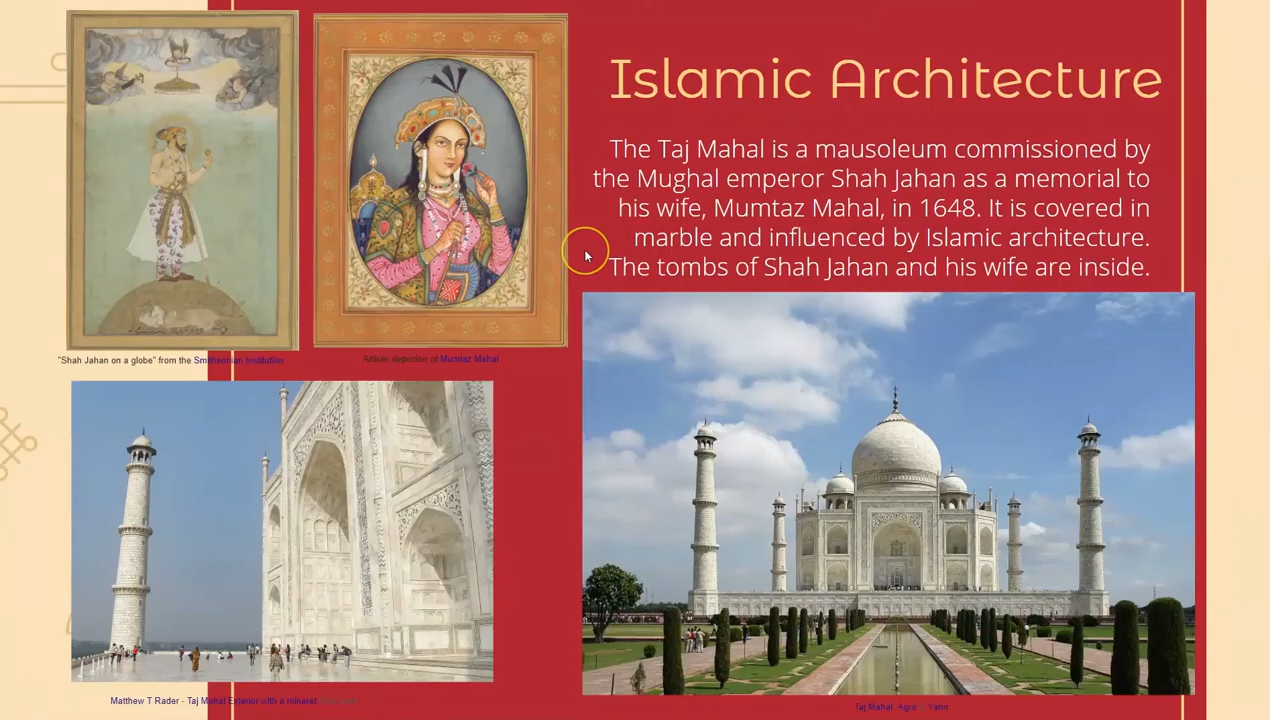 Islamic Architecture
The Taj Mahal is a mausoleum commissioned by
the Mughal emperor Shah Jahan as a memorial to
his wife, Mumtaz Mahal, in 1648. It is covered in
marble and influenced by Islamic architecture.
The tombs of Shah Jahan and his wife are inside.
"Shah Jahan on a globe" from the Smithsonian Institution
Artistic depiction of Mumtaz Mahal
Matthew T Rader - Taj Mahal Exterior with a minaret
Taj Mahal, Agra Yann